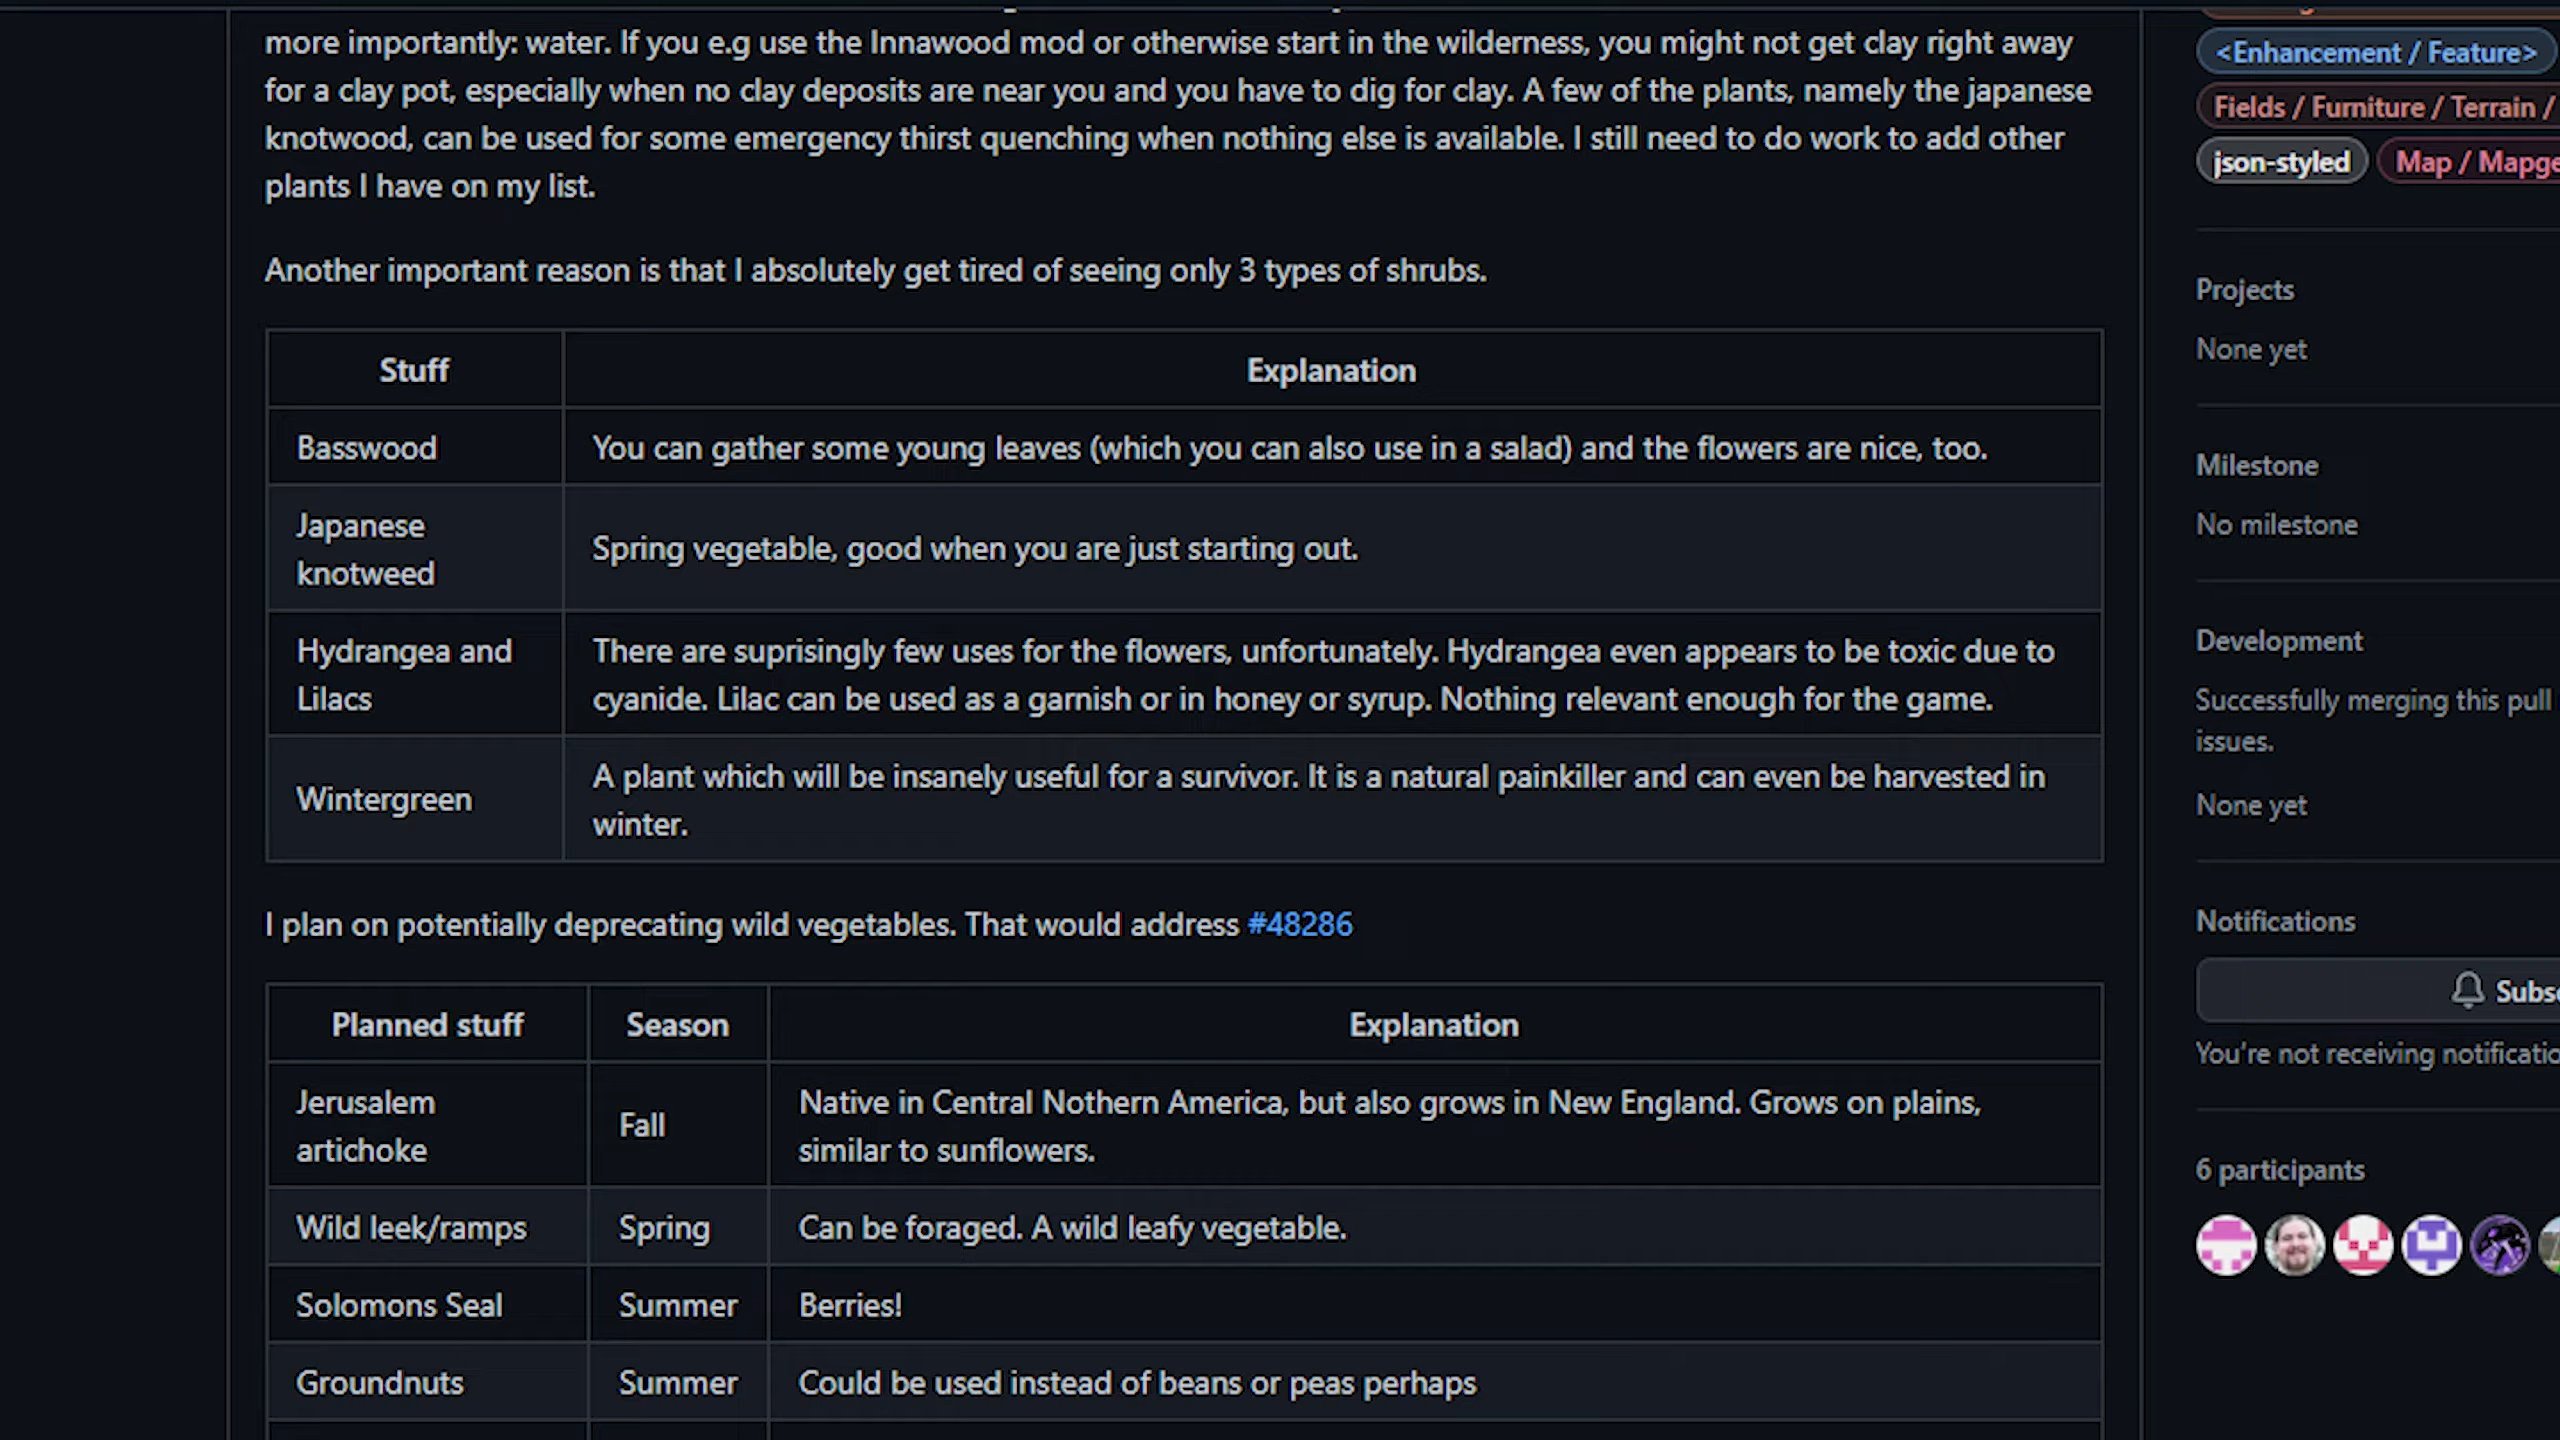 more importantly: water. If you e.g use the Innawood mod or otherwise start in the wilderness, you might not get clay right away
for a clay pot, especially when no clay deposits are near you and you have to dig for clay. A few of the plants, namely the japanese
knotwood, can be used for some emergency thirst quenching when nothing else is available. I still need to do work to add other
plants I have on my list.
Another important reason is that I absolutely get tired of seeing only 3 types of shrubs.
Stuff Explanation
Basswood You can gather some young leaves (which you can also use in a salad) and the flowers are nice, too.
Japanese
knotweed
Spring vegetable, good when you are just starting out.
Hydrangea and
Lilacs
There are suprisingly few uses for the flowers, unfortunately. Hydrangea even appears to be toxic due to
cyanide. Lilac can be used as a garnish or in honey or syrup. Nothing relevant enough for the game.
Wintergreen
A plant which will be insanely useful for a survivor. It is a natural painkiller and can even be harvested in
winter.
I plan on potentially deprecating wild vegetables. That would address #48286
Planned stuff Season Explanation
Jerusalem
artichoke
Fall
Native in Central Nothern America, but also grows in New England. Grows on plains,
similar to sunflowers.
Wild leek/ramps Spring Can be foraged. A wild leafy vegetable.
Solomons Seal Summer Berries!
Groundnuts Summer Could be used instead of beans or peas perhaps
<Enhancement / Feature>
Fields / Furniture / Terrain /
json-styled Map / Mapge
Projects
None yet
Milestone
No milestone
Development
Successfully merging this pull
issues.
None yet
Notifications
Subs
You're not receiving notificatio
6 participants